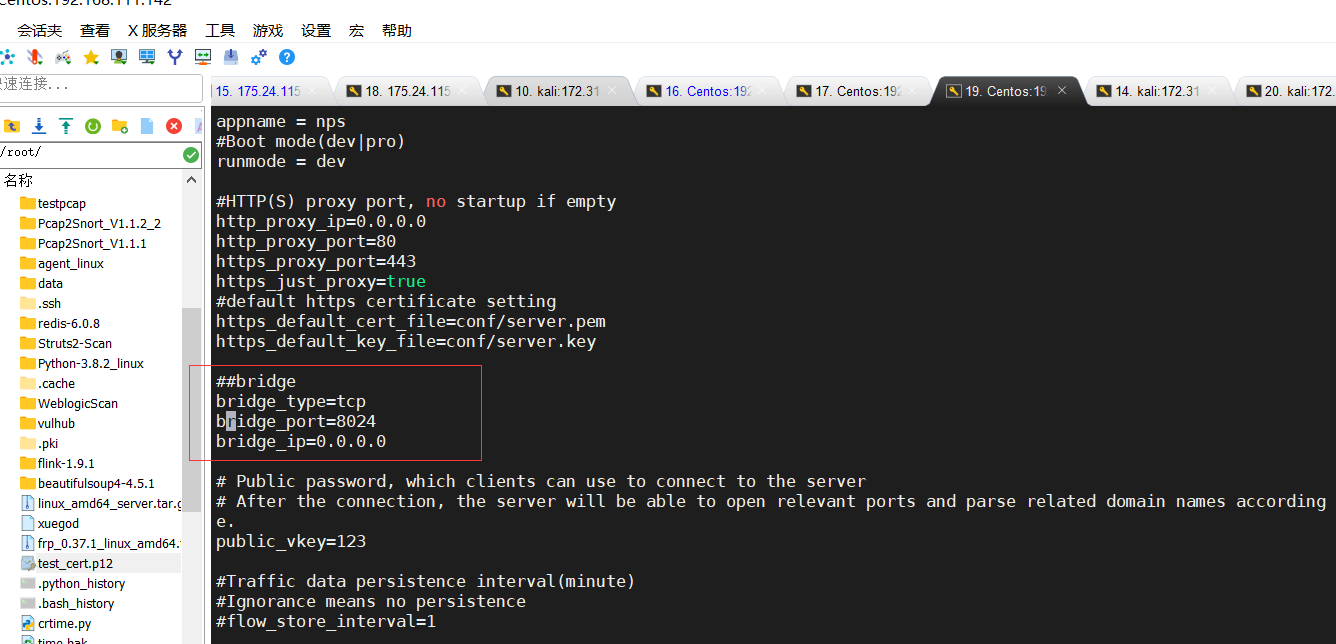 Centos:192.168.111.142
会话夹 查看 X 服务器 工具 游戏 设置 宏 帮助
速连接...
15. 175.24.115 18. 175.24.115 10. kali:172.31 16. Centos:192 17. Centos:192 19. Centos:19 14. kali:172.31 20. kali:172.
/root/
名称
testpcap
Pcap2Snort_V1.1.2_2
Pcap2Snort_V1.1.1
agent_linux
data
.ssh
redis-6.0.8
Struts2-Scan
Python-3.8.2_linux
.cache
WeblogicScan
vulhub
.pki
flink-1.9.1
beautifulsoup4-4.5.1
linux_amd64_server.tar.g
xuegod
frp_0.37.1_linux_amd64.
test_cert.p12
.python_history
.bash_history
crtime.py
time.bak
appname = nps
#Boot mode(dev|pro)
runmode = dev
#HTTP(S) proxy port, no startup if empty
http_proxy_ip=0.0.0.0
http_proxy_port=80
https_proxy_port=443
https_just_proxy=true
#default https certificate setting
https_default_cert_file=conf/server.pem
https_default_key_file=conf/server.key
##bridge
bridge_type=tcp
bridge_port=8024
bridge_ip=0.0.0.0
# Public password, which clients can use to connect to the server
# After the connection, the server will be able to open relevant ports and parse related domain names according
e.
public_vkey=123
#Traffic data persistence interval(minute)
#Ignorance means no persistence
#flow_store_interval=1